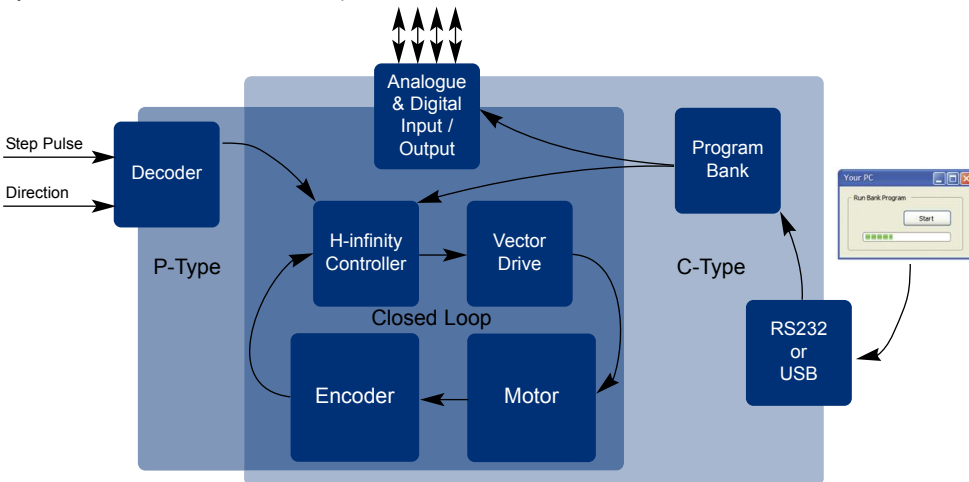 Analogue
& Digital
Input /
Output
Step Pulse
Direction
Decoder
Program
Bank
Your PC
Run Bank Program
Start
P-Type
H-infinity
Controller
Vector
Drive
C-Type
Closed Loop
RS232
or
USB
Encoder
Motor